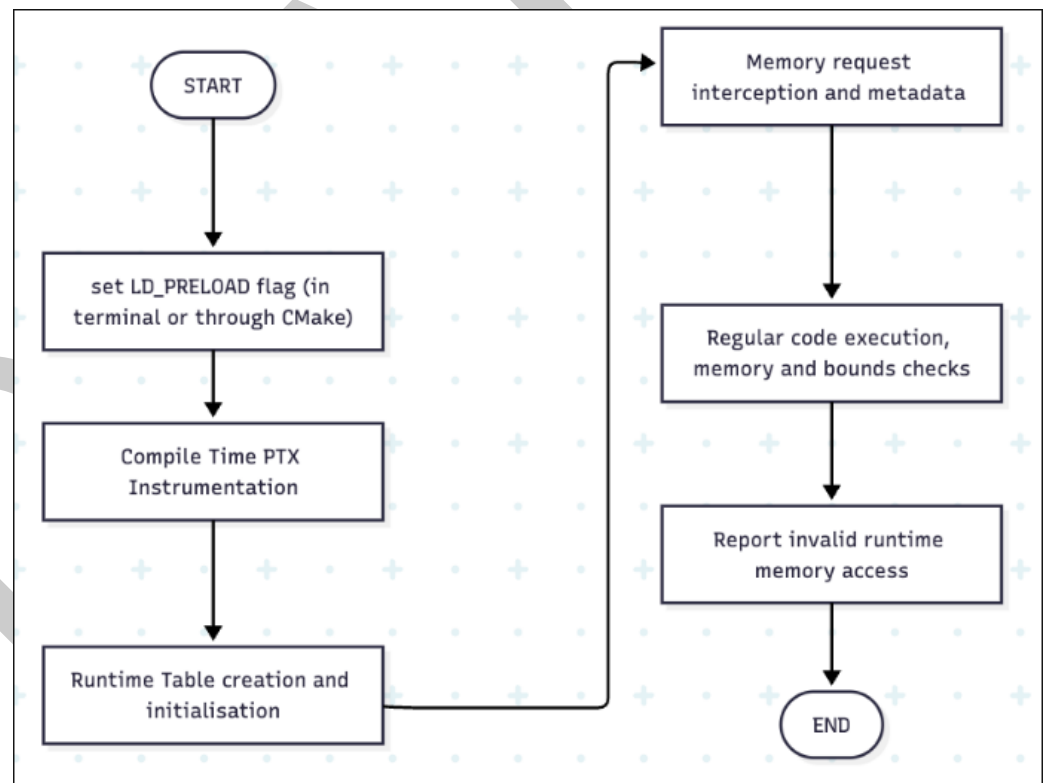 START
set LD_PRELOAD flag (in
terminal or through CMake)
Compile Time PTX
Instrumentation
Runtime Table creation and
initialisation
Memory request
interception and metadata
Regular code execution,
memory and bounds checks
Report invalid runtime
memory access
END